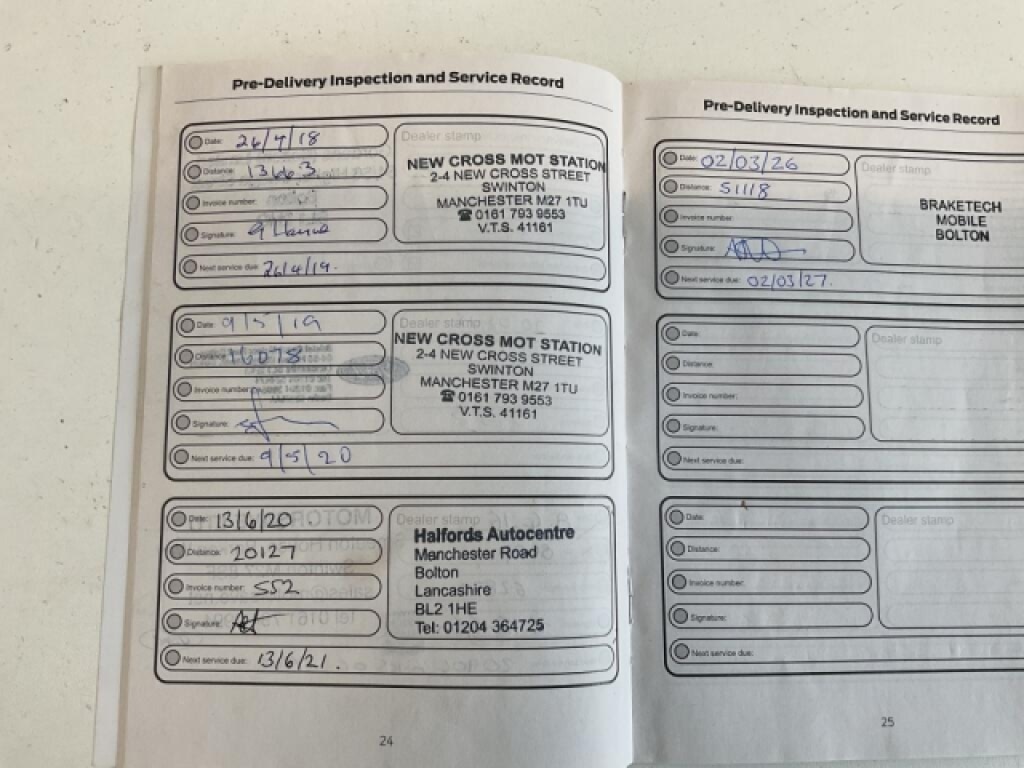 Pre-Delivery Inspection and Service Record
Date: 26/4/18
Distance: 13663
Invoice number:
Signature:
Next service due: 26/4/19.
Dealer stamp
NEW CROSS MOT STATION
2-4 NEW CROSS STREET
SWINTON
MANCHESTER M27 1TU
☎ 0161 793 9553
V.T.S. 41161
Date: 9/5/19
Distance: 16078
Invoice number:
Signature:
Next service due: 9/5/20
Dealer stamp
NEW CROSS MOT STATION
2-4 NEW CROSS STREET
SWINTON
MANCHESTER M27 1TU
☎ 0161 793 9553
V.T.S. 41161
Date: 13/6/20
Distance: 20127
Invoice number: 552
Signature:
Next service due: 13/6/21.
Dealer stamp
Halfords Autocentre
Manchester Road
Bolton
Lancashire
BL2 1HE
Tel: 01204 364725
24
Pre-Delivery Inspection and Service Record
Date: 02/03/26
Distance: 51118
Invoice number:
Signature:
Next service due: 02/03/27.
Dealer stamp
BRAKETECH
MOBILE
BOLTON
Date:
Distance:
Invoice number:
Signature:
Next service due:
Dealer stamp
Date:
Distance:
Invoice number:
Signature:
Next service due:
Dealer stamp
25